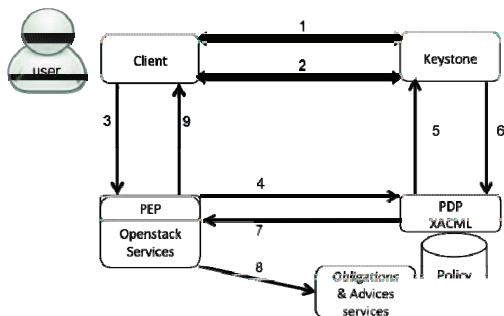 1
user
Client
2
Keystone
3
9
5
6
4
PEP
7
PDP
XACML
Openstack
Services
8
Obligations
& Advices
services
Policy